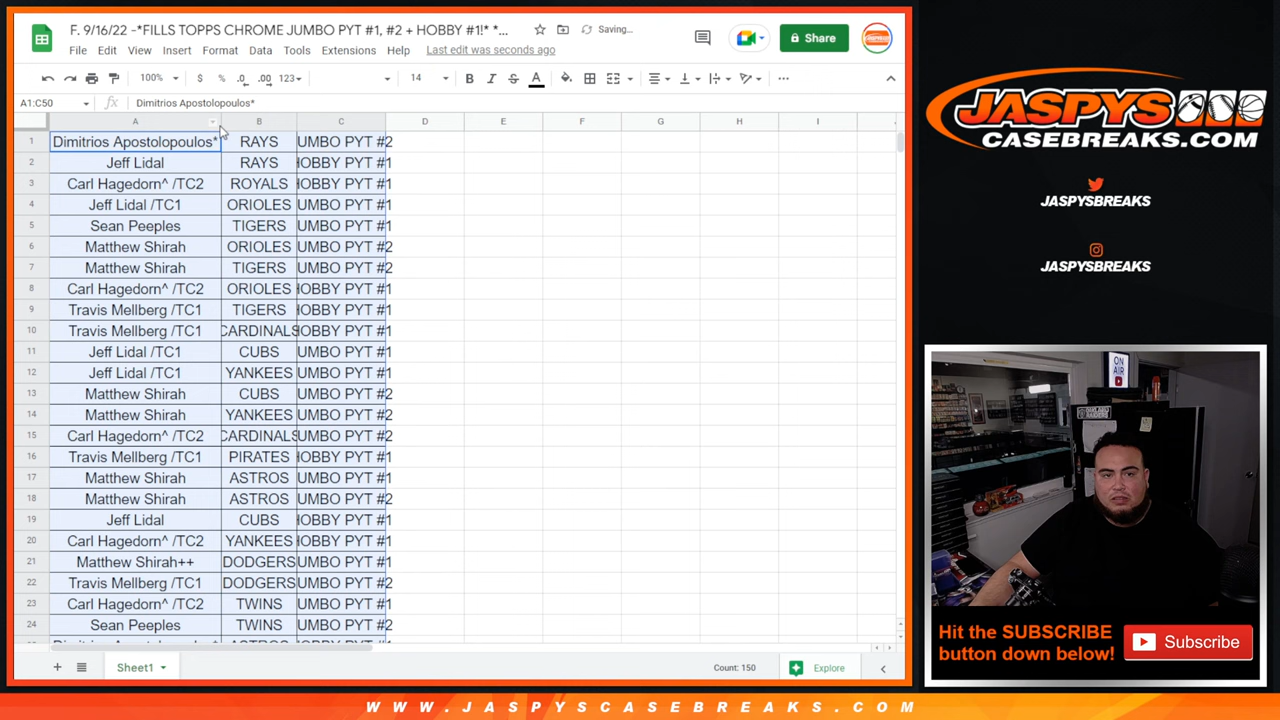 F. 9/16/22 -*FILLS TOPPS CHROME JUMBO PYT #1, #2 + HOBBY #1!* *... Saving...
File Edit View Insert Format Data Tools Extensions Help Last edit was seconds ago
Share
100% $ % .0 .00 123 14 B I S A
A1:C50 fx Dimitrios Apostolopoulos*
A B C D E F G H I
1 Dimitrios Apostolopoulos* RAYS UMBO PYT #2
2 Jeff Lidal RAYS HOBBY PYT #1
3 Carl Hagedorn^ /TC2 ROYALS HOBBY PYT #1
4 Jeff Lidal /TC1 ORIOLES UMBO PYT #1
5 Sean Peeples TIGERS UMBO PYT #1
6 Matthew Shirah ORIOLES UMBO PYT #2
7 Matthew Shirah TIGERS UMBO PYT #2
8 Carl Hagedorn^ /TC2 ORIOLES HOBBY PYT #1
9 Travis Mellberg /TC1 TIGERS HOBBY PYT #1
10 Travis Mellberg /TC1 CARDINALS HOBBY PYT #1
11 Jeff Lidal /TC1 CUBS UMBO PYT #1
12 Jeff Lidal /TC1 YANKEES UMBO PYT #1
13 Matthew Shirah CUBS UMBO PYT #2
14 Matthew Shirah YANKEES UMBO PYT #2
15 Carl Hagedorn^ /TC2 CARDINALS UMBO PYT #2
16 Travis Mellberg /TC1 PIRATES HOBBY PYT #1
17 Matthew Shirah ASTROS UMBO PYT #1
18 Matthew Shirah ASTROS UMBO PYT #2
19 Jeff Lidal CUBS HOBBY PYT #1
20 Carl Hagedorn^ /TC2 YANKEES HOBBY PYT #1
21 Matthew Shirah++ DODGERS UMBO PYT #1
22 Travis Mellberg /TC1 DODGERS UMBO PYT #2
23 Carl Hagedorn^ /TC2 TWINS UMBO PYT #1
24 Sean Peeples TWINS UMBO PYT #2
Sheet1
Count: 150
Explore
JASPYS
CASEBREAKS.COM
JASPYSBREAKS
JASPYSBREAKS
ON
AIR
Hit the SUBSCRIBE
button down below!
Subscribe
WWW.JASPYSCASEBREAKS.COM